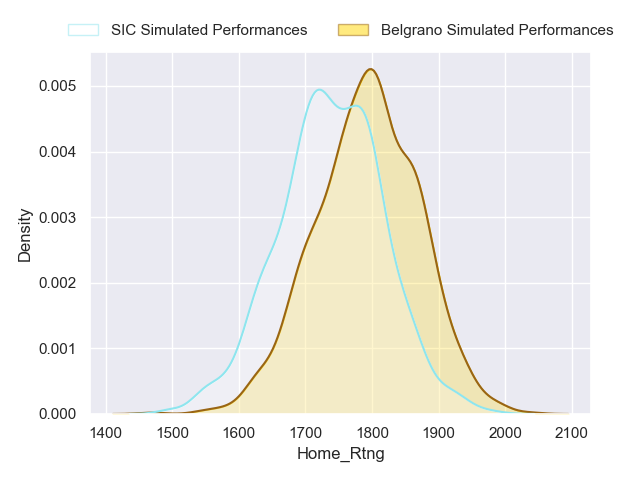 SIC Simulated Performances
Belgrano Simulated Performances
Density
0.005
0.004
0.003
0.002
0.001
0.000
1400 1500 1600 1700 1800 1900 2000 2100
Home_Rtng